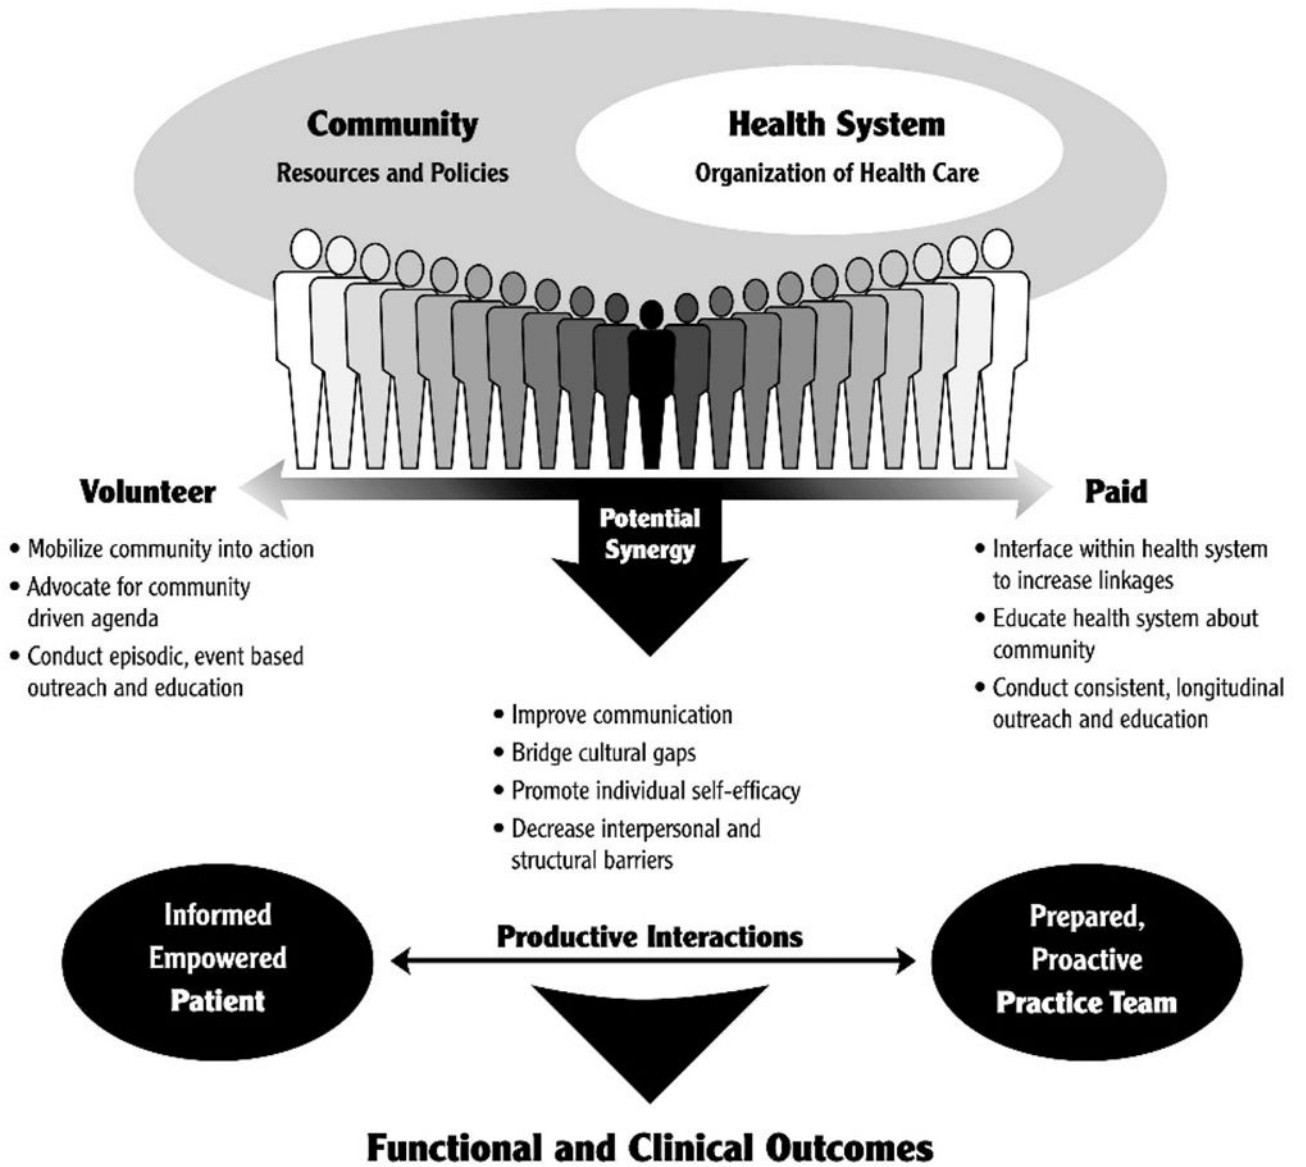 Community
Resources and Policies
Health System
Organization of Health Care
Volunteer
• Mobilize community into action
• Advocate for community
driven agenda
• Conduct episodic, event based
outreach and education
Potential
Synergy
Paid
• Interface within health system
to increase linkages
• Educate health system about
community
• Conduct consistent, longitudinal
outreach and education
• Improve communication
• Bridge cultural gaps
• Promote individual self-efficacy
• Decrease interpersonal and
structural barriers
Informed
Empowered
Patient
Productive Interactions
Prepared,
Proactive
Practice Team
Functional and Clinical Outcomes